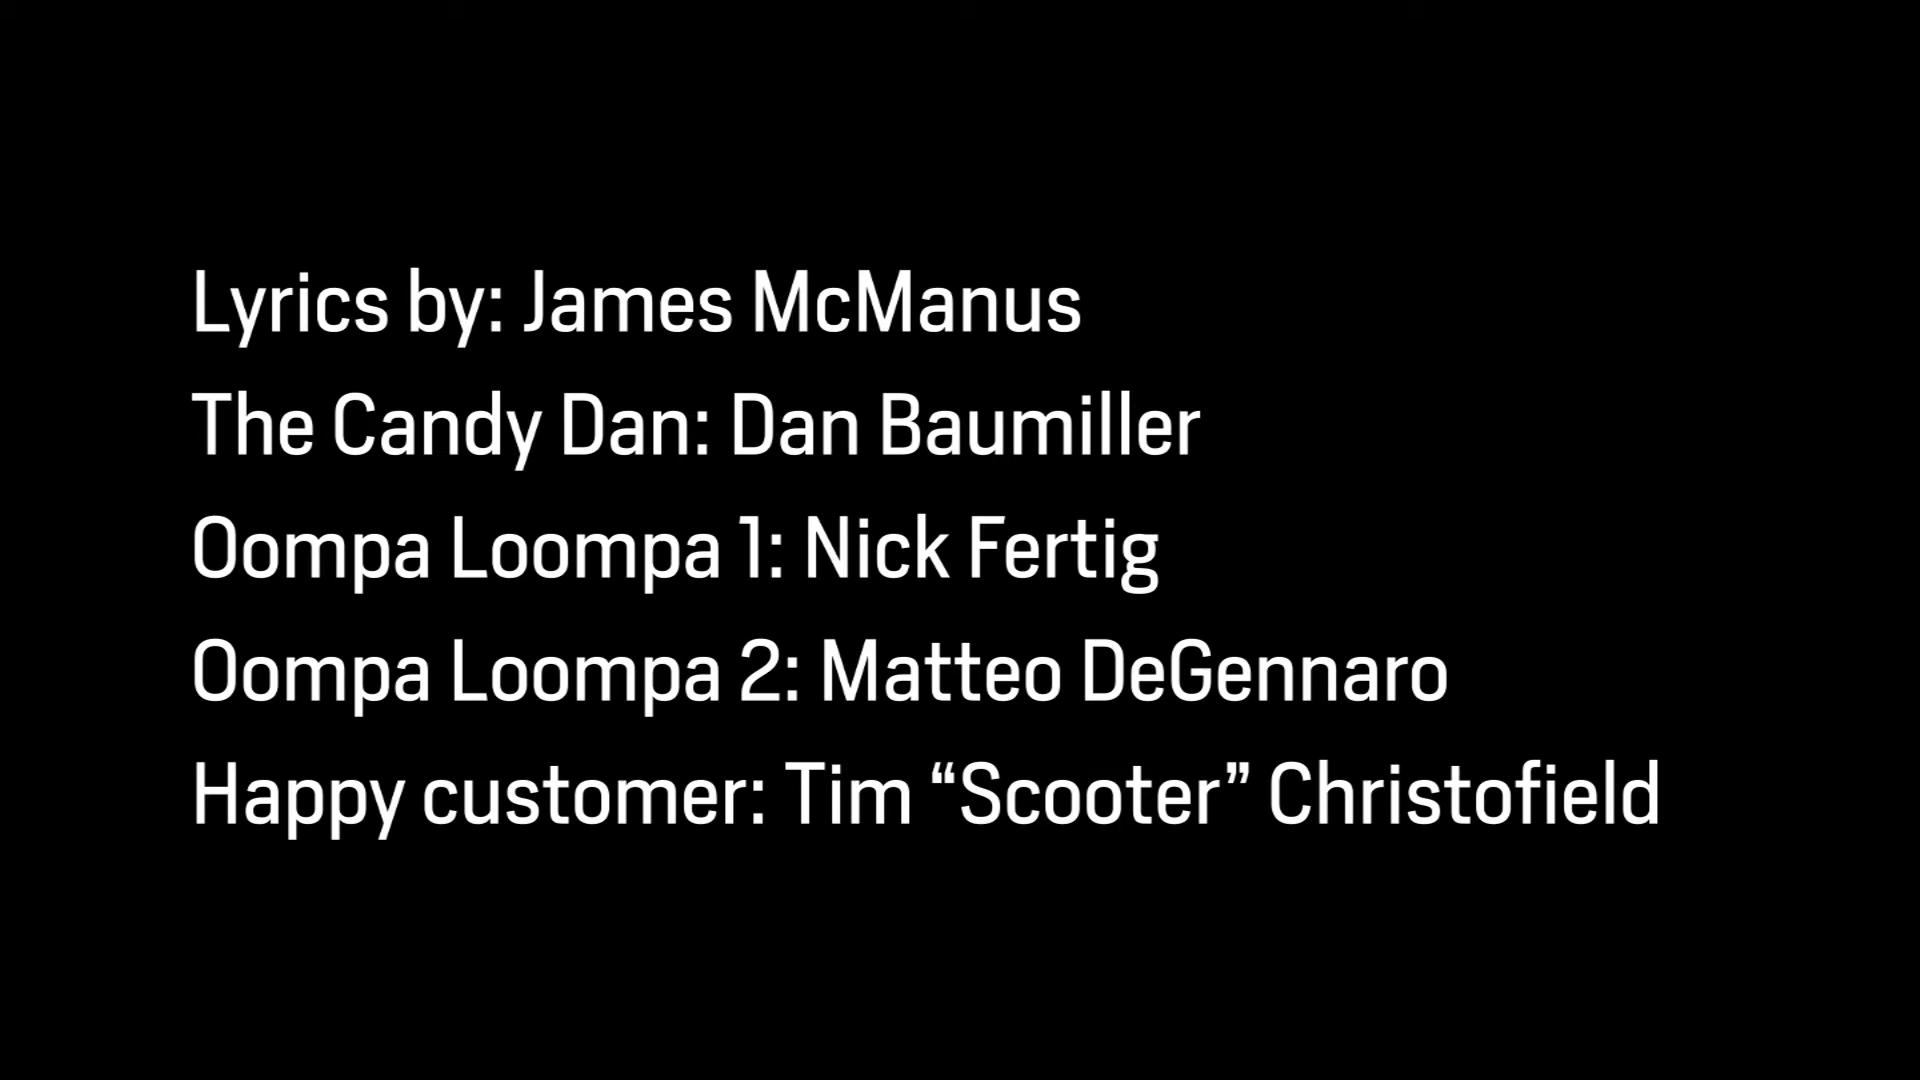 Lyrics by: James McManus
The Candy Dan: Dan Baumiller
Oompa Loompa 1: Nick Fertig
Oompa Loompa 2: Matteo DeGennaro
Happy customer: Tim “Scooter” Christofield